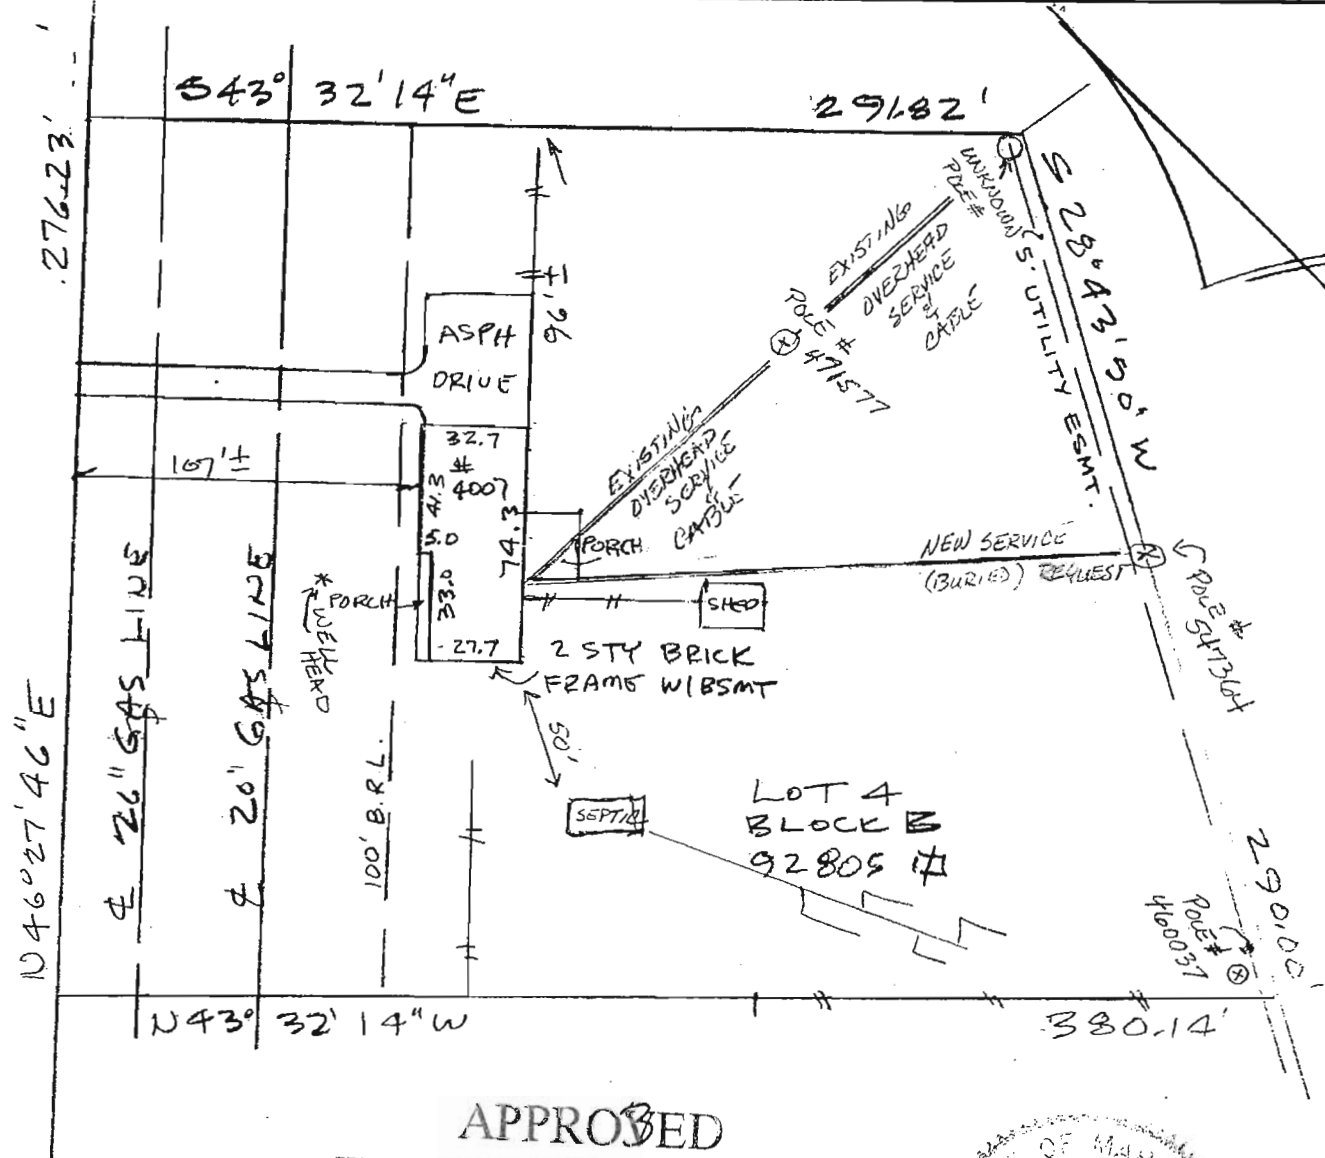 S43° 32'14"E
291.82'
276.23'
N46°27'46"E
S 28°43'50" W
290.00'
N43° 32' 14" W
380.14'
UNKNOWN
POLE #
5' UTILITY ESMT.
EXISTING
OVERHEAD
SERVICE
&
CABLE
POLE #
471577
EXISTING
OVERHEAD
SERVICE
&
CABLE
96'±
ASPH
DRIVE
107'±
32.7
#
4007
41.3
5.0
74.3
33.0
27.7
PORCH
PORCH
* WELL
HEAD
NEW SERVICE
(BURIED) REQUEST
POLE #
547364
SHED
2 STY BRICK
FRAME W/BSMT
50'
SEPTIC
LOT 4
BLOCK B
92805 #
POLE #
460037
℄ 26" GAS LINE
℄ 20" GAS LINE
100' B.R.L.
APPROVED
OF MARY